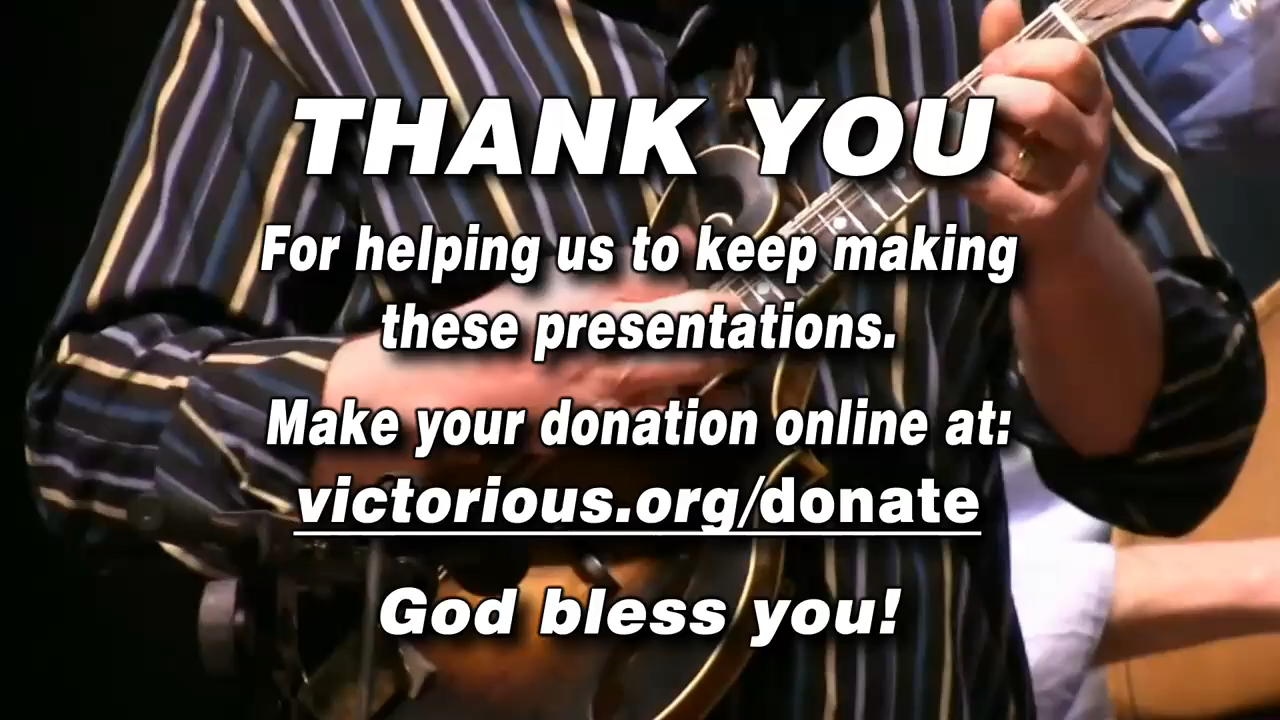 THANK YOU
For helping us to keep making
these presentations.
Make your donation online at:
victorious.org/donate
God bless you!